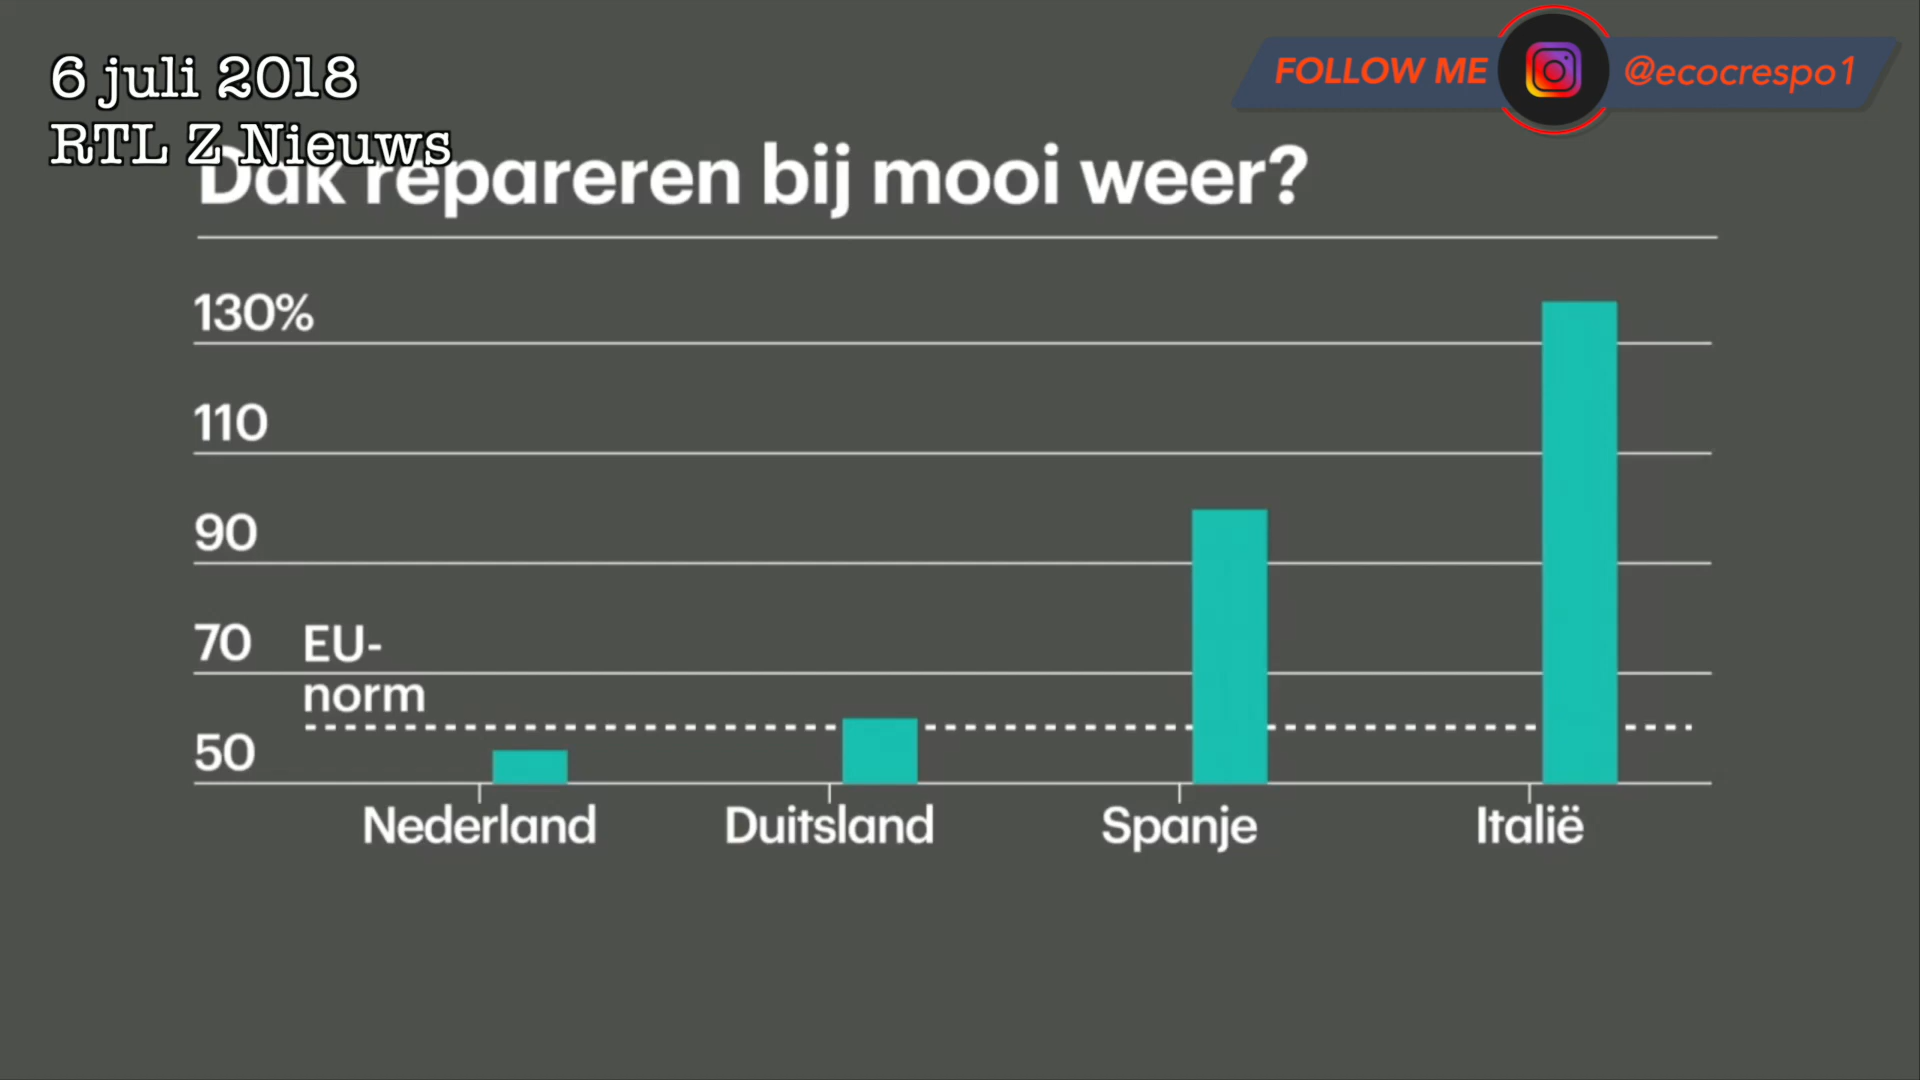 6 juli 2018
RTL Z Nieuws
FOLLOW ME @ecocrespo1
Dak repareren bij mooi weer?
130%
110
90
70
EU-
norm
50
Nederland Duitsland Spanje Italië